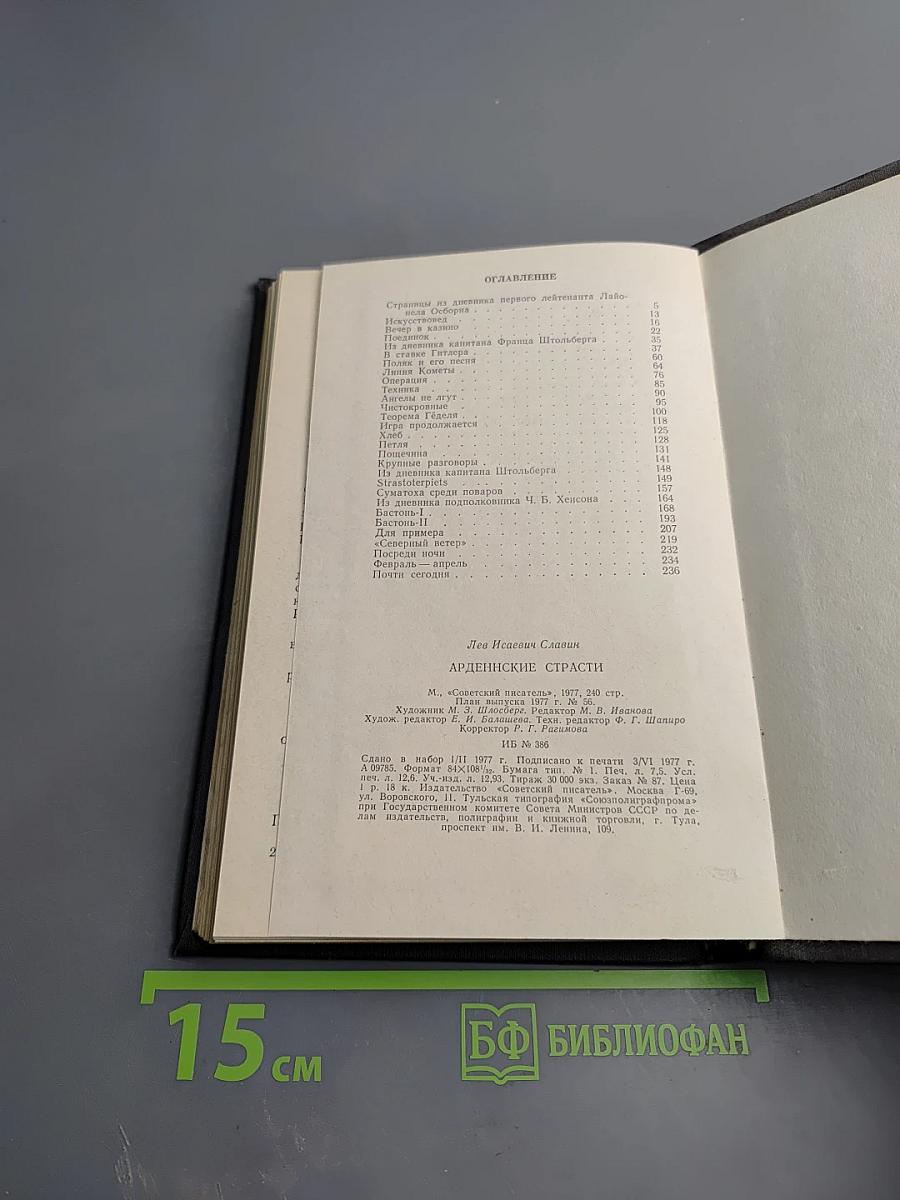 ОГЛАВЛЕНИЕ
Страницы из дневника первого лейтенанта Лайо-
нела Осборна . . . . . . . . . . . . 5
Искусствовед . . . . . . . . . . . . 13
Вечер в казино . . . . . . . . . . . . 16
Поединок . . . . . . . . . . . . 22
Из дневника капитана Франца Штольберга . . . 35
В ставке Гитлера . . . . . . . . . . . . 37
Поляк и его песня . . . . . . . . . . . . 60
Линия Кометы . . . . . . . . . . . . 64
Операция . . . . . . . . . . . . 76
Техника . . . . . . . . . . . . 85
Ангелы не лгут . . . . . . . . . . . . 90
Чистокровные . . . . . . . . . . . . 95
Теорема Гёделя . . . . . . . . . . . . 100
Игра продолжается . . . . . . . . . . . . 118
Хлеб . . . . . . . . . . . . 125
Петля . . . . . . . . . . . . 128
Пощечина . . . . . . . . . . . . 131
Крупные разговоры . . . . . . . . . . . . 141
Из дневника капитана Штольберга . . . . . . 148
Strastoterpiets . . . . . . . . . . . . 149
Суматоха среди поваров . . . . . . . . . . 157
Из дневника подполковника Ч. Б. Хенсона . . . 164
Бастонь-I . . . . . . . . . . . . 168
Бастонь-II . . . . . . . . . . . . 193
Для примера . . . . . . . . . . . . 207
«Северный ветер» . . . . . . . . . . . . 219
Посреди ночи . . . . . . . . . . . . 232
Февраль — апрель . . . . . . . . . . . . 234
Почти сегодня . . . . . . . . . . . . 236
Лев Исаевич Славин
АРДЕННСКИЕ СТРАСТИ
М., «Советский писатель», 1977, 240 стр.
План выпуска 1977 г. № 56.
Художник М. З. Шлосберг. Редактор М. В. Иванова
Худож. редактор Е. И. Балашева. Техн. редактор Ф. Г. Шапиро
Корректор Р. Г. Рагимова
ИБ № 386
Сдано в набор 1/II 1977 г. Подписано к печати 3/VI 1977 г.
А 09785. Формат 84×108¹/₃₂. Бумага тип. № 1. Печ. л. 7,5. Усл.
печ. л. 12,6. Уч.-изд. л. 12,93. Тираж 30 000 экз. Заказ № 87. Цена
1 р. 18 к. Издательство «Советский писатель». Москва Г-69,
ул. Воровского, 11. Тульская типография «Союзполиграфпрома»
при Государственном комитете Совета Министров СССР по де-
лам издательств, полиграфии и книжной торговли, г. Тула,
проспект им. В. И. Ленина, 109.
15 см
БФ БИБЛИОФАН